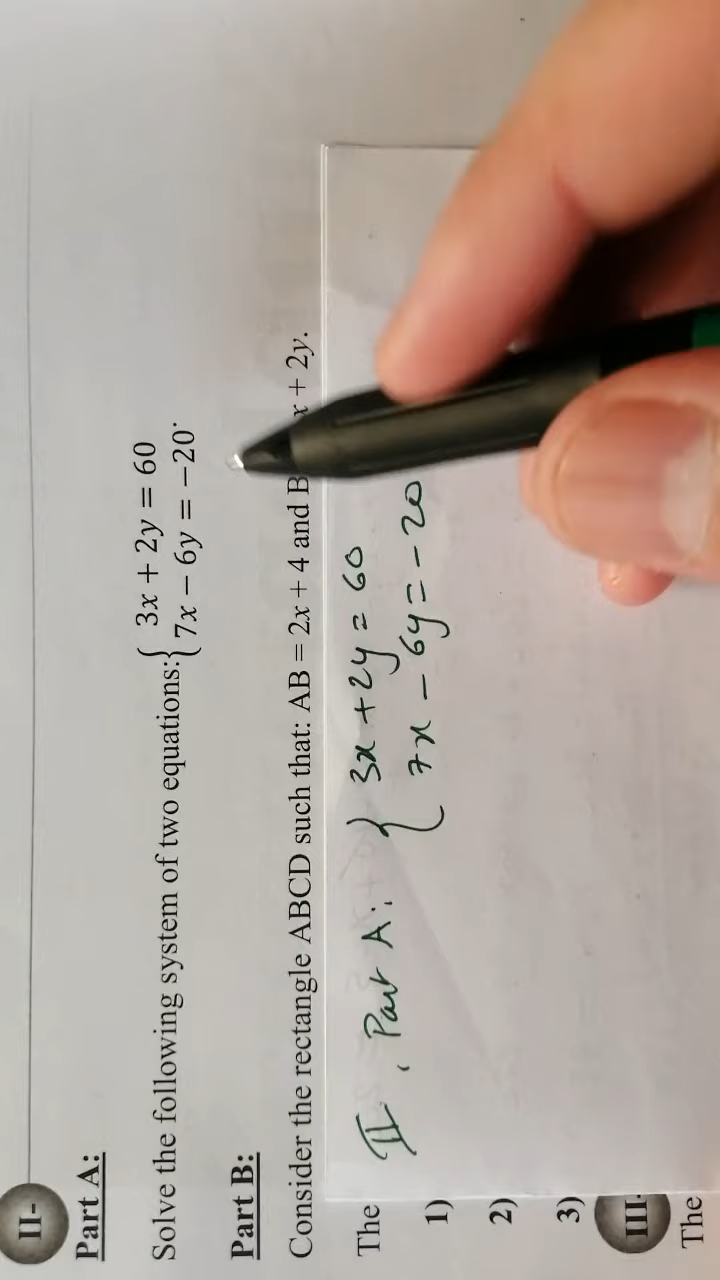 II-
Part A:
Solve the following system of two equations: { 3x + 2y = 60
7x − 6y = −20.
Part B:
Consider the rectangle ABCD such that: AB = 2x + 4 and B x + 2y.
The
1)
2)
3)
II, Part A: { 3x + 2y = 60
7x − 6y = − 20
III-
The